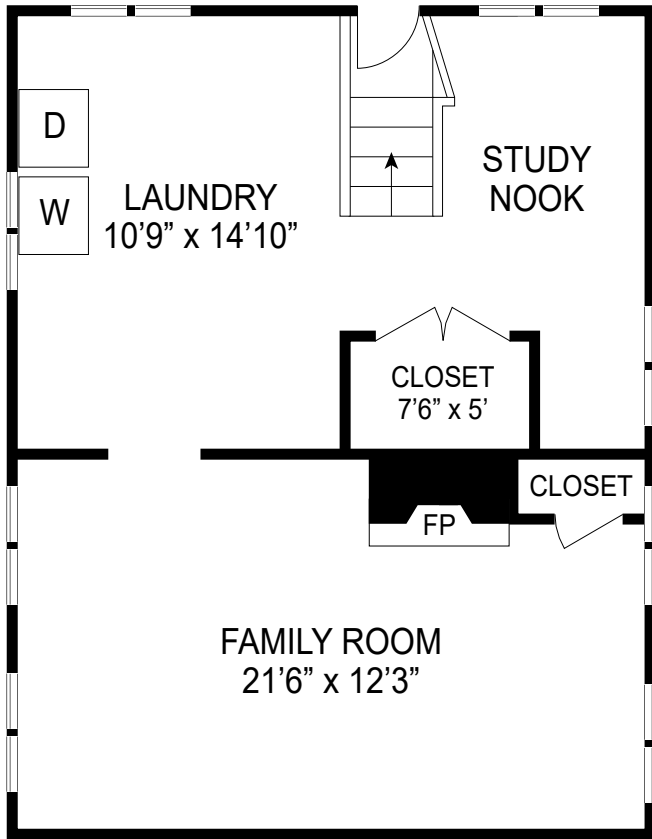 D
W
LAUNDRY
10’9” x 14’10”
STUDY
NOOK
CLOSET
7’6” x 5’
CLOSET
FP
FAMILY ROOM
21’6” x 12’3”